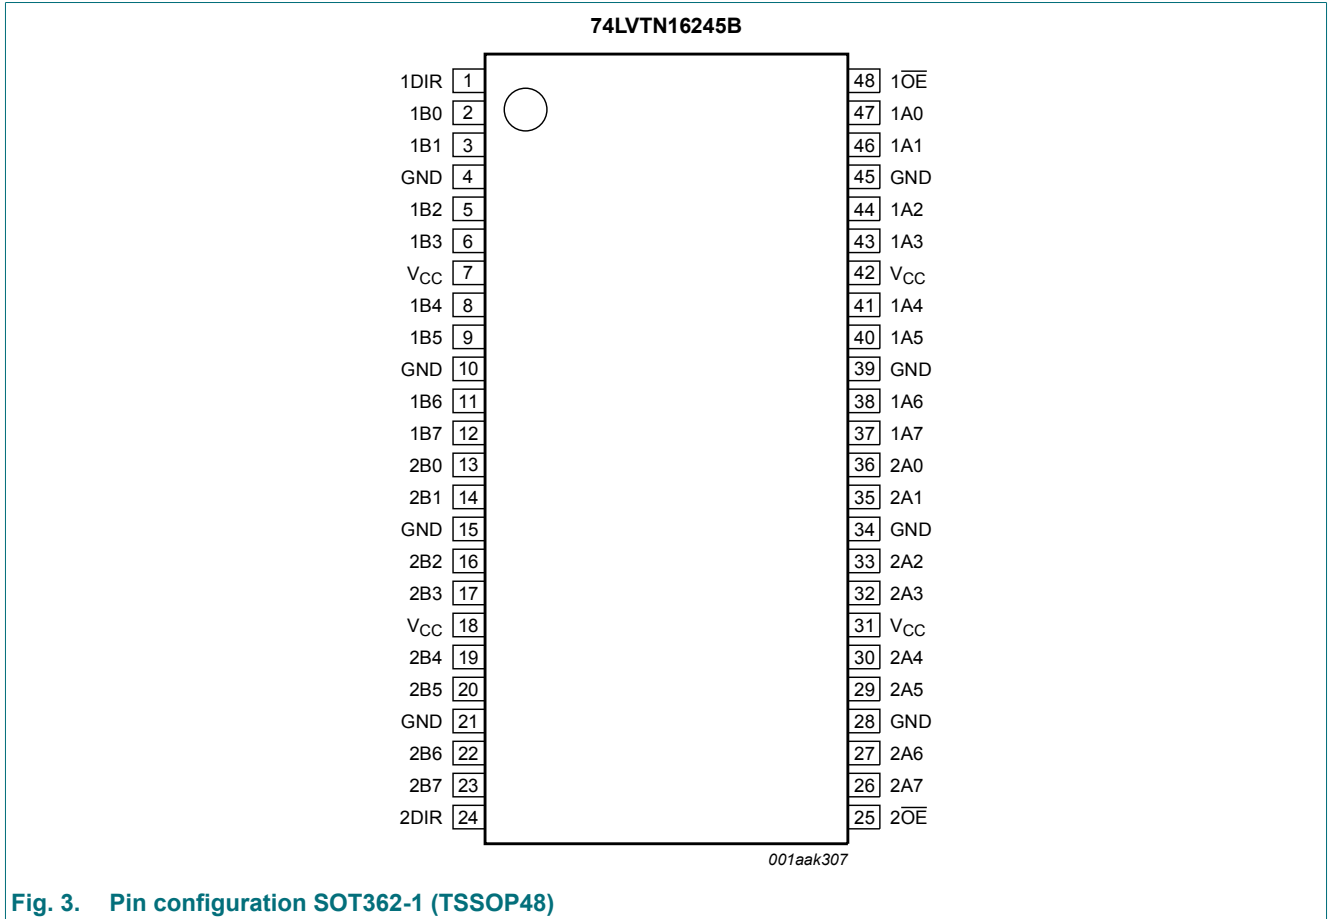 74LVTN16245B
1DIR 1 48 1O̅E̅
1B0 2 47 1A0
1B1 3 46 1A1
GND 4 45 GND
1B2 5 44 1A2
1B3 6 43 1A3
VCC 7 42 VCC
1B4 8 41 1A4
1B5 9 40 1A5
GND 10 39 GND
1B6 11 38 1A6
1B7 12 37 1A7
2B0 13 36 2A0
2B1 14 35 2A1
GND 15 34 GND
2B2 16 33 2A2
2B3 17 32 2A3
VCC 18 31 VCC
2B4 19 30 2A4
2B5 20 29 2A5
GND 21 28 GND
2B6 22 27 2A6
2B7 23 26 2A7
2DIR 24 25 2O̅E̅
001aak307
Fig. 3. Pin configuration SOT362-1 (TSSOP48)